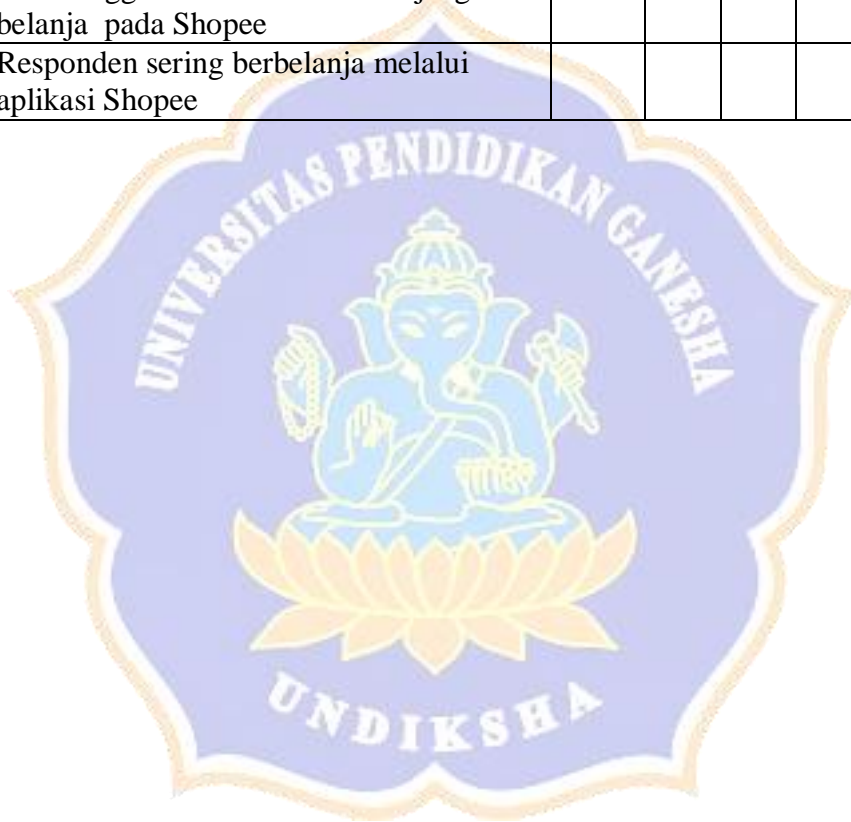 belanja pada Shopee
Responden sering berbelanja melalui
aplikasi Shopee
UNIVERSITAS PENDIDIKAN GANESHA
UNDIKSHA